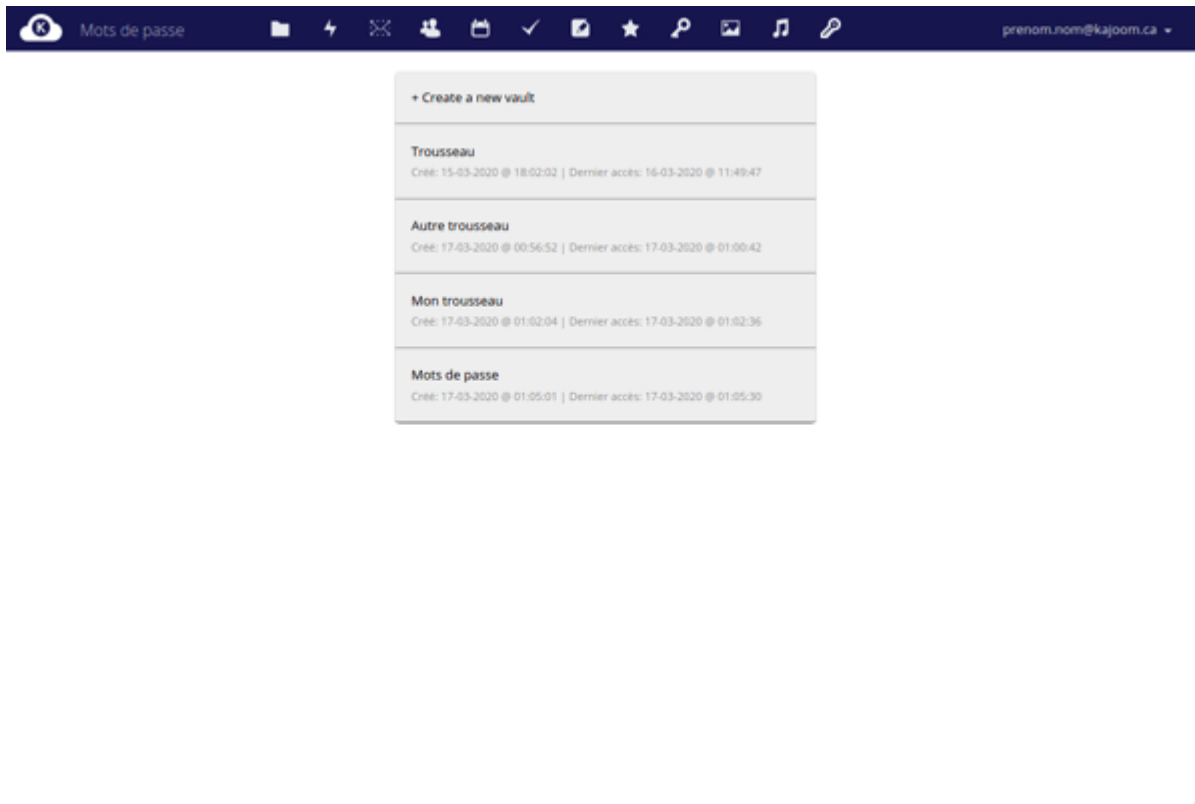 K
Mots de passe
prenom.nom@kajoom.ca
+ Create a new vault
Trousseau
Créé: 15-03-2020 @ 18:02:02 | Dernier accès: 16-03-2020 @ 11:49:47
Autre trousseau
Créé: 17-03-2020 @ 00:56:52 | Dernier accès: 17-03-2020 @ 01:00:42
Mon trousseau
Créé: 17-03-2020 @ 01:02:04 | Dernier accès: 17-03-2020 @ 01:02:36
Mots de passe
Créé: 17-03-2020 @ 01:05:01 | Dernier accès: 17-03-2020 @ 01:05:30